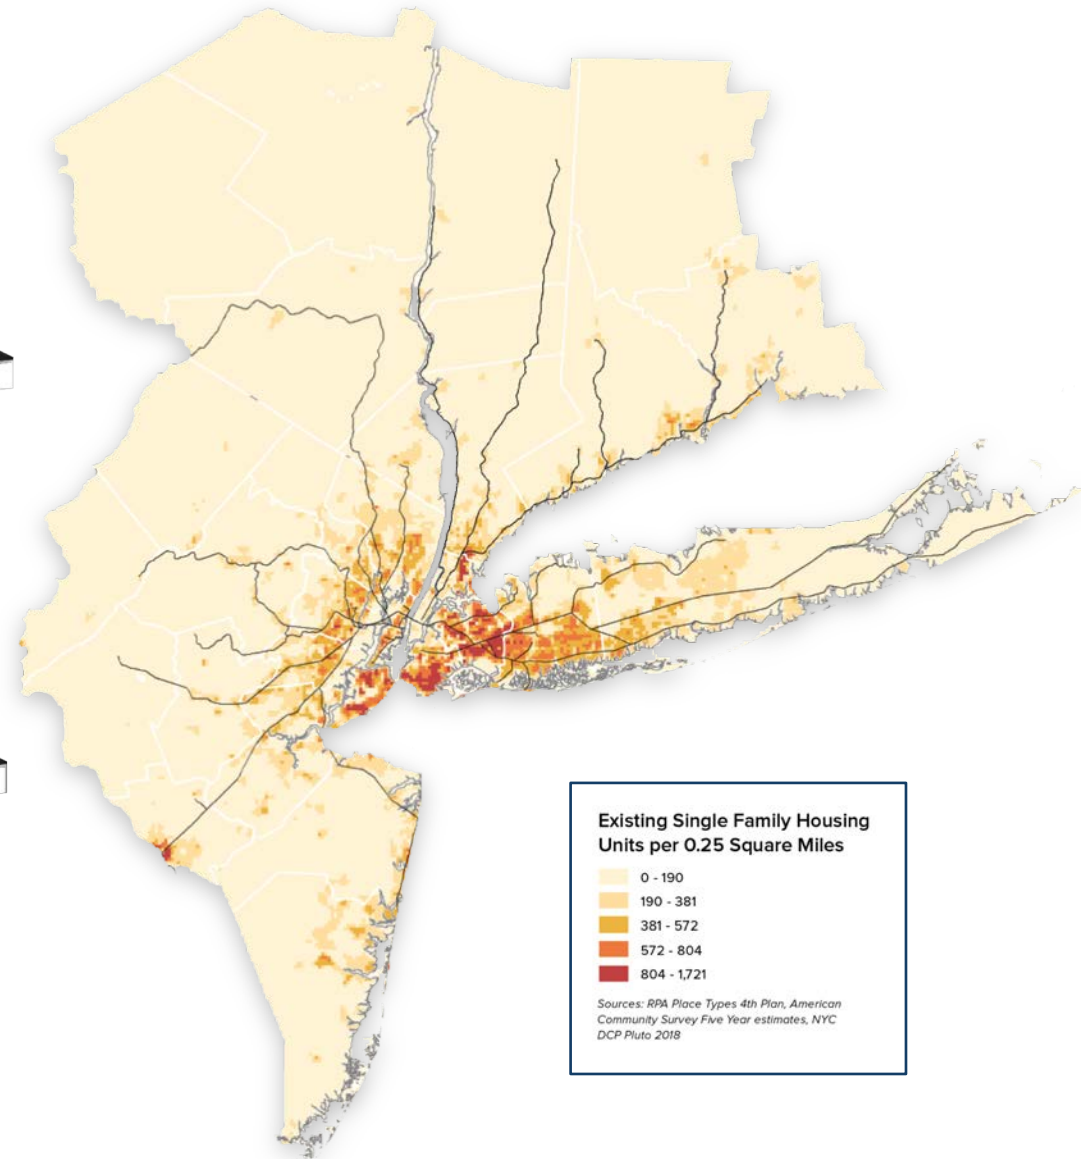 Existing Single Family Housing
Units per 0.25 Square Miles
0 - 190
190 - 381
381 - 572
572 - 804
804 - 1,721
Sources: RPA Place Types 4th Plan, American
Community Survey Five Year estimates, NYC
DCP Pluto 2018